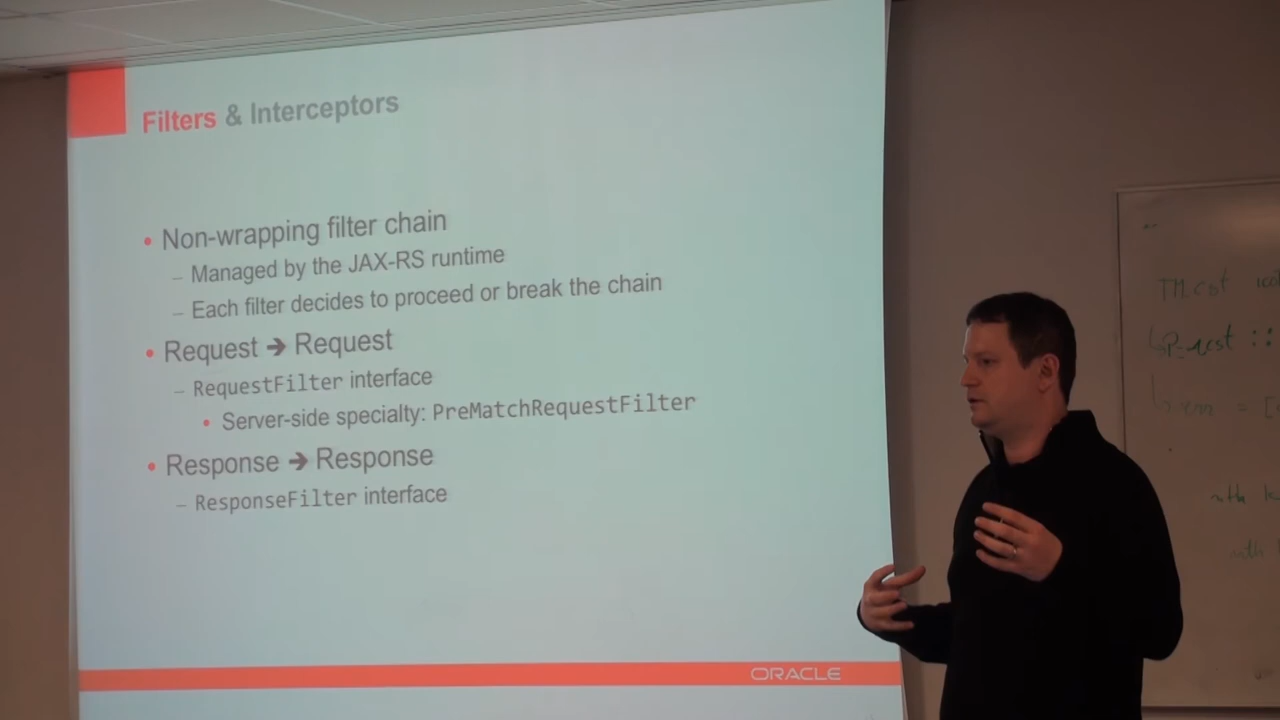 Filters & Interceptors
• Non-wrapping filter chain
– Managed by the JAX-RS runtime
– Each filter decides to proceed or break the chain
• Request ➔ Request
– RequestFilter interface
• Server-side specialty: PreMatchRequestFilter
• Response ➔ Response
– ResponseFilter interface
ORACLE